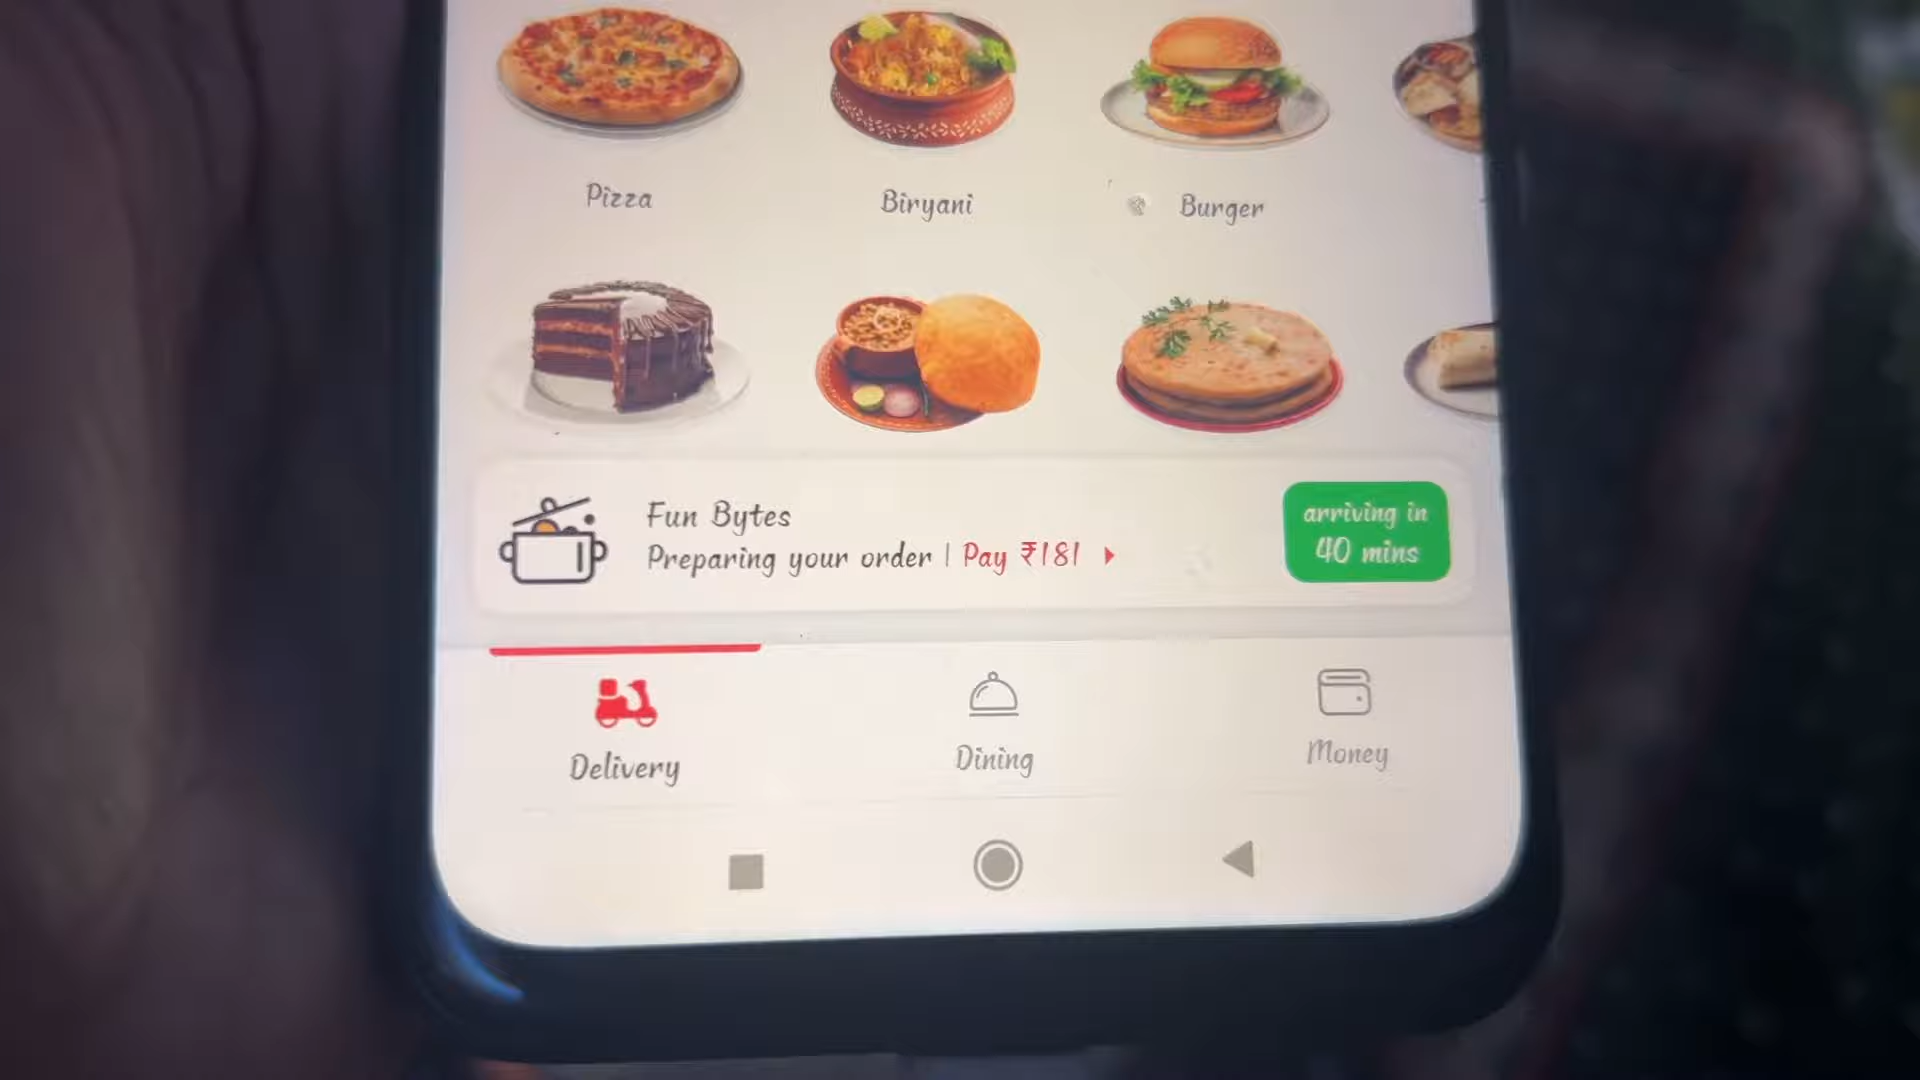 Pizza
Biryani
Burger
Fun Bytes
Preparing your order | Pay ₹181
arriving in
40 mins
Delivery
Dining
Money